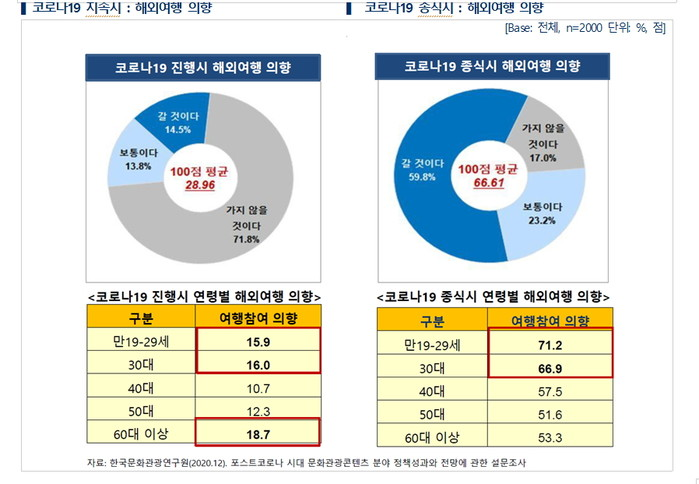 코로나19 지속시 : 해외여행 의향
코로나19 종식시 : 해외여행 의향
[Base: 전체, n=2000 단위: %, 점]
코로나19 진행시 해외여행 의향
갈 것이다
14.5%
보통이다
13.8%
100점 평균
28.96
가지 않을
것이다
71.8%
코로나19 종식시 해외여행 의향
가지 않을
것이다
17.0%
갈 것이다
59.8%
100점 평균
66.61
보통이다
23.2%
<코로나19 진행시 연령별 해외여행 의향>
구분 여행참여 의향
만19-29세 15.9
30대 16.0
40대 10.7
50대 12.3
60대 이상 18.7
<코로나19 종식시 연령별 해외여행 의향>
구분 여행참여 의향
만19-29세 71.2
30대 66.9
40대 57.5
50대 51.6
60대 이상 53.3
자료: 한국문화관광연구원(2020.12). 포스트코로나 시대 문화관광콘텐츠 분야 정책성과와 전망에 관한 설문조사